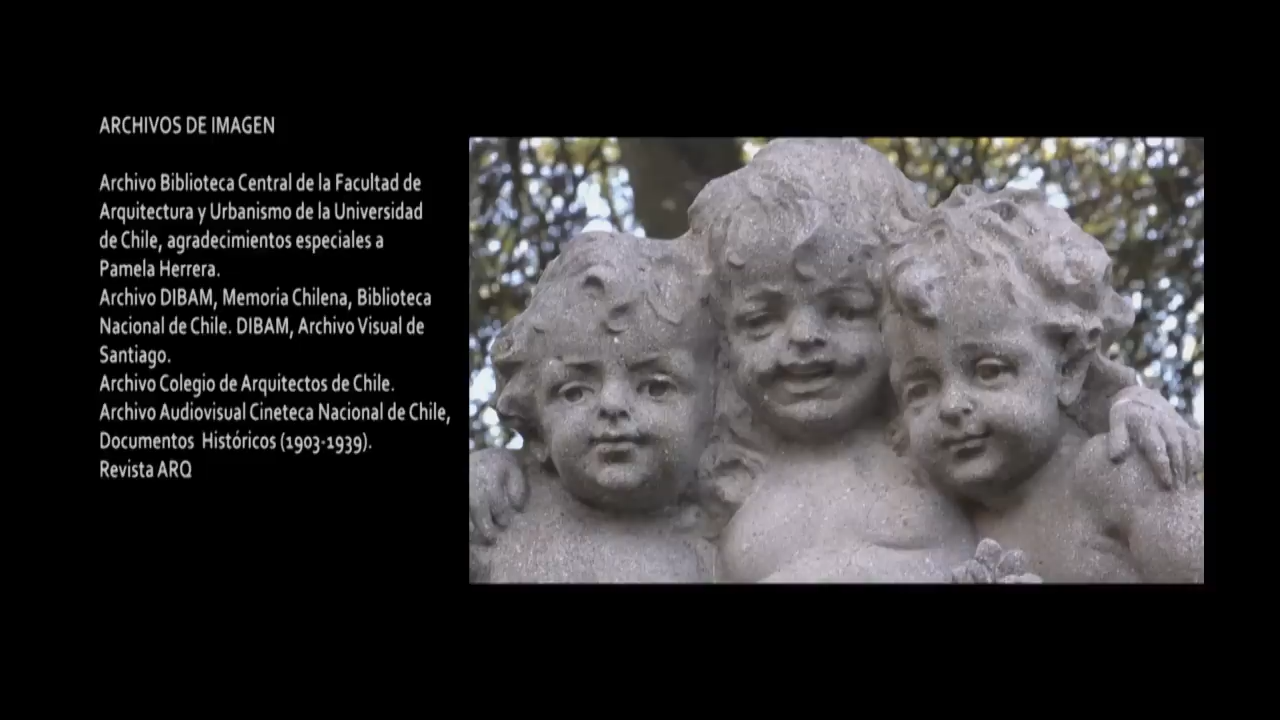 ARCHIVOS DE IMAGEN
Archivo Biblioteca Central de la Facultad de
Arquitectura y Urbanismo de la Universidad
de Chile, agradecimientos especiales a
Pamela Herrera.
Archivo DIBAM, Memoria Chilena, Biblioteca
Nacional de Chile. DIBAM, Archivo Visual de
Santiago.
Archivo Colegio de Arquitectos de Chile.
Archivo Audiovisual Cineteca Nacional de Chile,
Documentos Históricos (1903-1939).
Revista ARQ